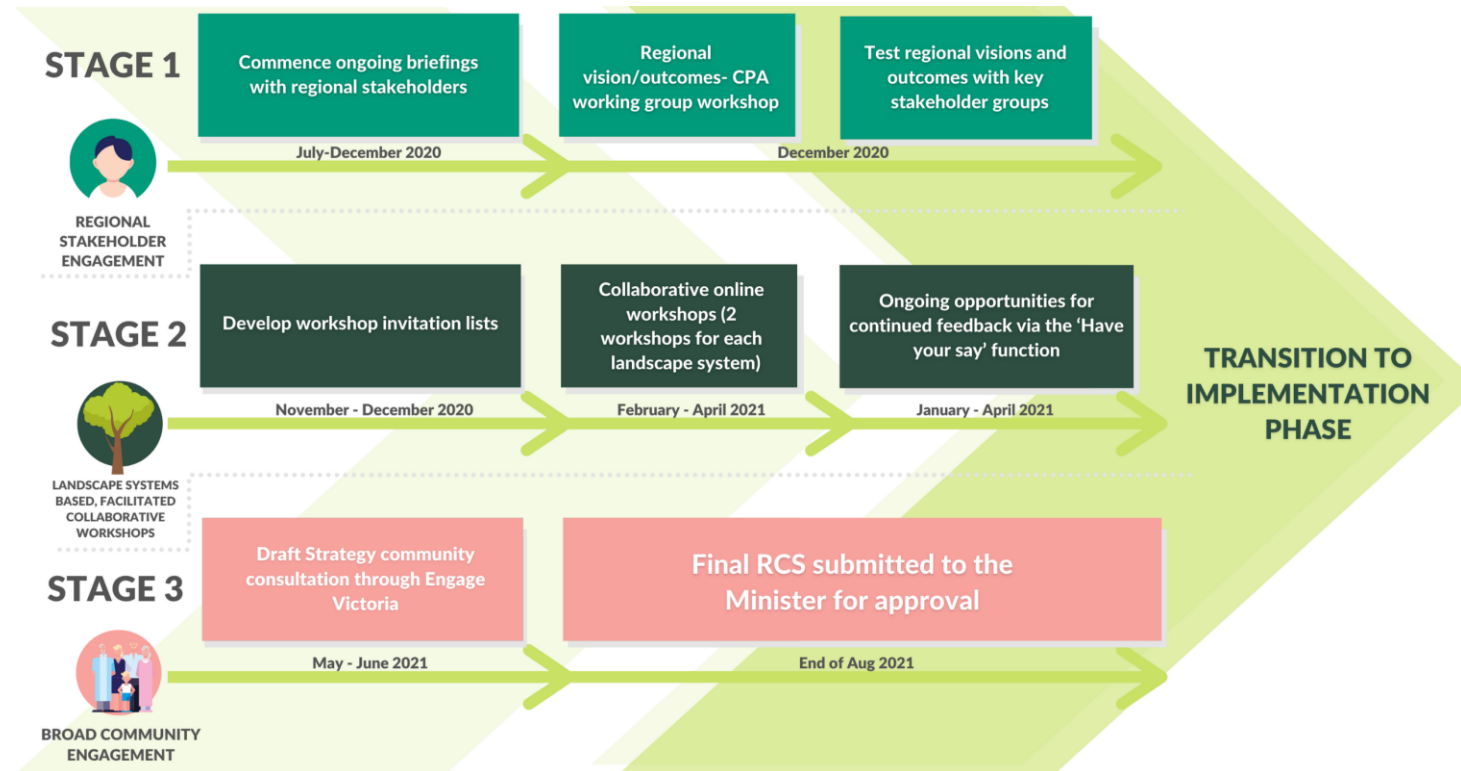 STAGE 1
Commence ongoing briefings
with regional stakeholders
Regional
vision/outcomes- CPA
working group workshop
Test regional visions and
outcomes with key
stakeholder groups
July-December 2020
December 2020
REGIONAL
STAKEHOLDER
ENGAGEMENT
STAGE 2
Develop workshop invitation lists
Collaborative online
workshops (2
workshops for each
landscape system)
Ongoing opportunities for
continued feedback via the ‘Have
your say’ function
November - December 2020
February - April 2021
January - April 2021
LANDSCAPE SYSTEMS
BASED, FACILITATED
COLLABORATIVE
WORKSHOPS
STAGE 3
Draft Strategy community
consultation through Engage
Victoria
Final RCS submitted to the
Minister for approval
May - June 2021
End of Aug 2021
BROAD COMMUNITY
ENGAGEMENT
TRANSITION TO
IMPLEMENTATION
PHASE